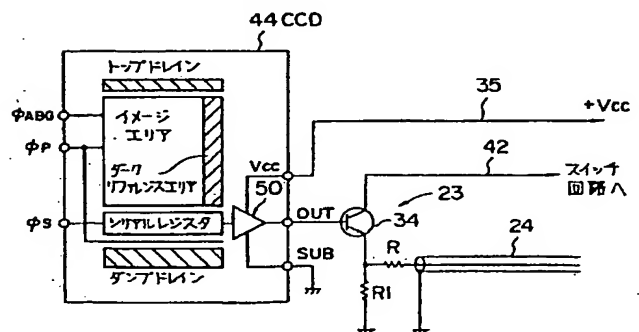 44 CCD
トップドレイン
φABG
イメージ
エリア
φP
ダーク
リファレンスエリア
φS
シリアルレジスタ
ダンプドレイン
Vcc
50
OUT
SUB
35
+Vcc
42
スイッチ
回路へ
23
34
24
R
R1